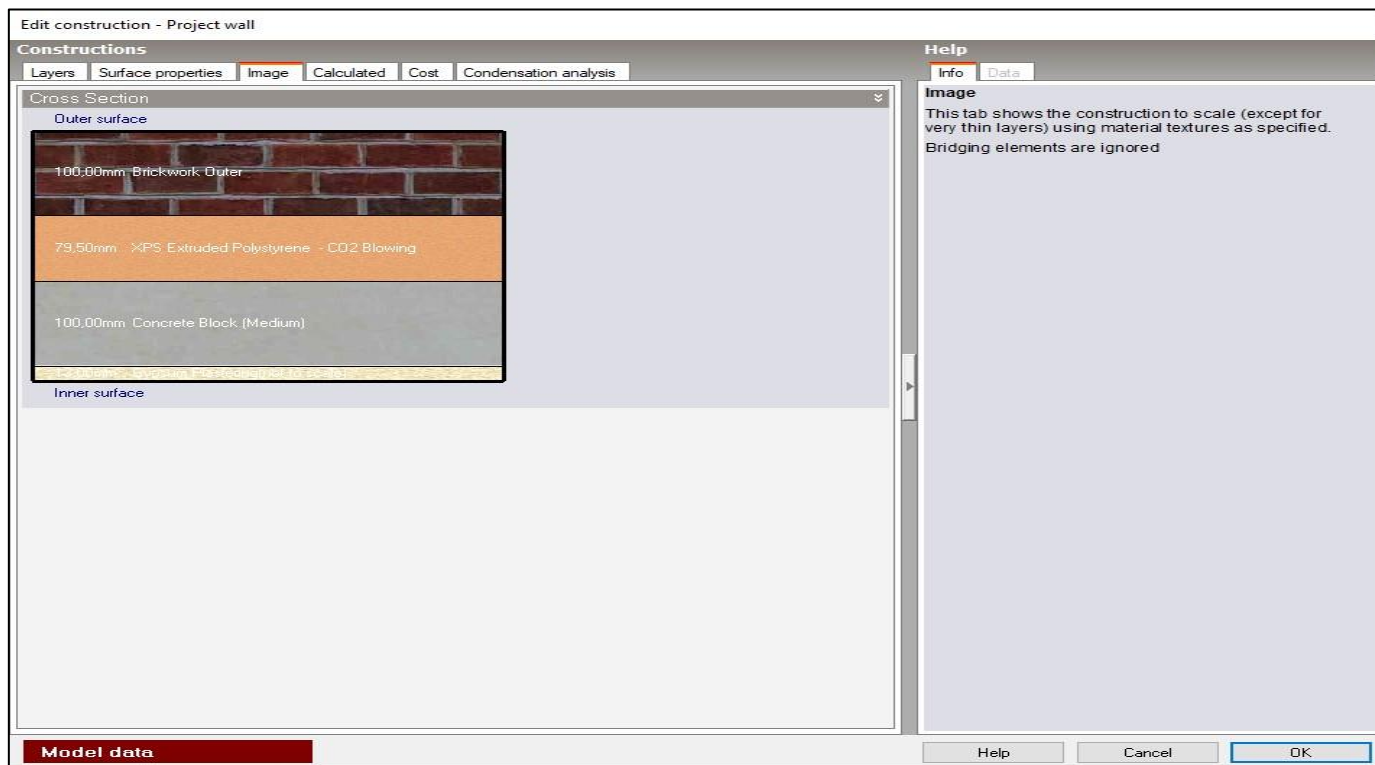 Edit construction - Project wall
Constructions
Layers Surface properties Image Calculated Cost Condensation analysis
Cross Section
Outer surface
100,00mm Brickwork Outer
79,50mm XPS Extruded Polystyrene - CO2 Blowing
100,00mm Concrete Block (Medium)
13,00mm Gypsum
Inner surface
Help
Info Data
Image
This tab shows the construction to scale (except for
very thin layers) using material textures as specified.
Bridging elements are ignored
Model data
Help Cancel OK